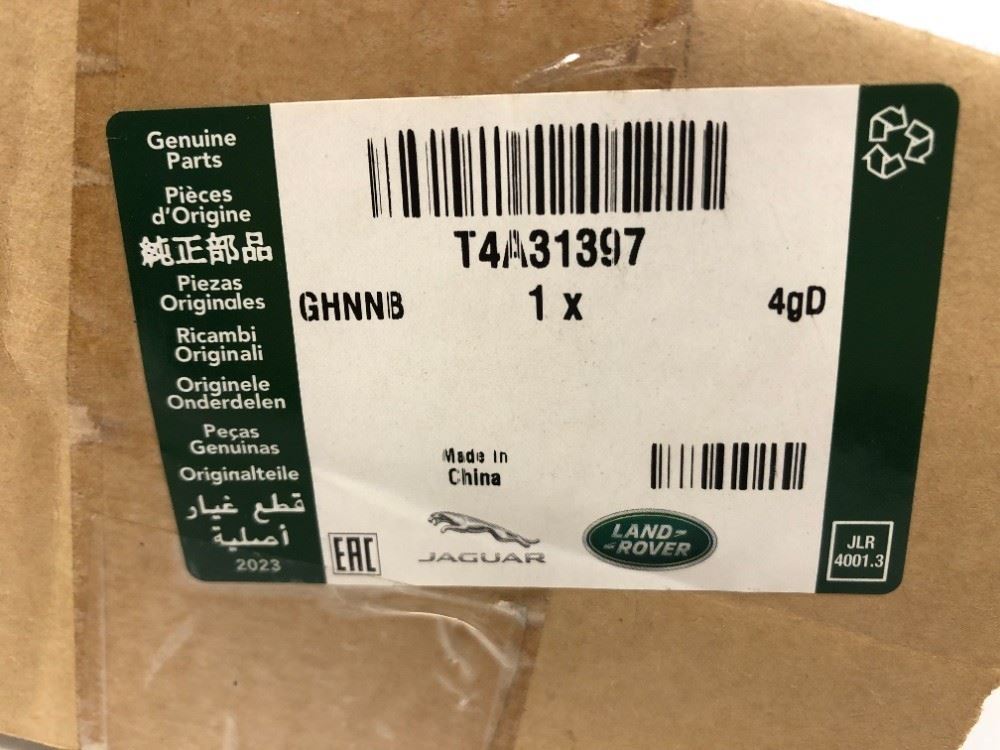 Genuine
Parts
Pièces
d'Origine
純正部品
Piezas
Originales
Ricambi
Originali
Originele
Onderdelen
Peças
Genuinas
Originalteile
قطع غيار
أصلية
2023
T4A31397
GHNNB 1 x 4gD
Made in
China
EAC
JAGUAR
LAND-
ROVER
JLR
4001.3